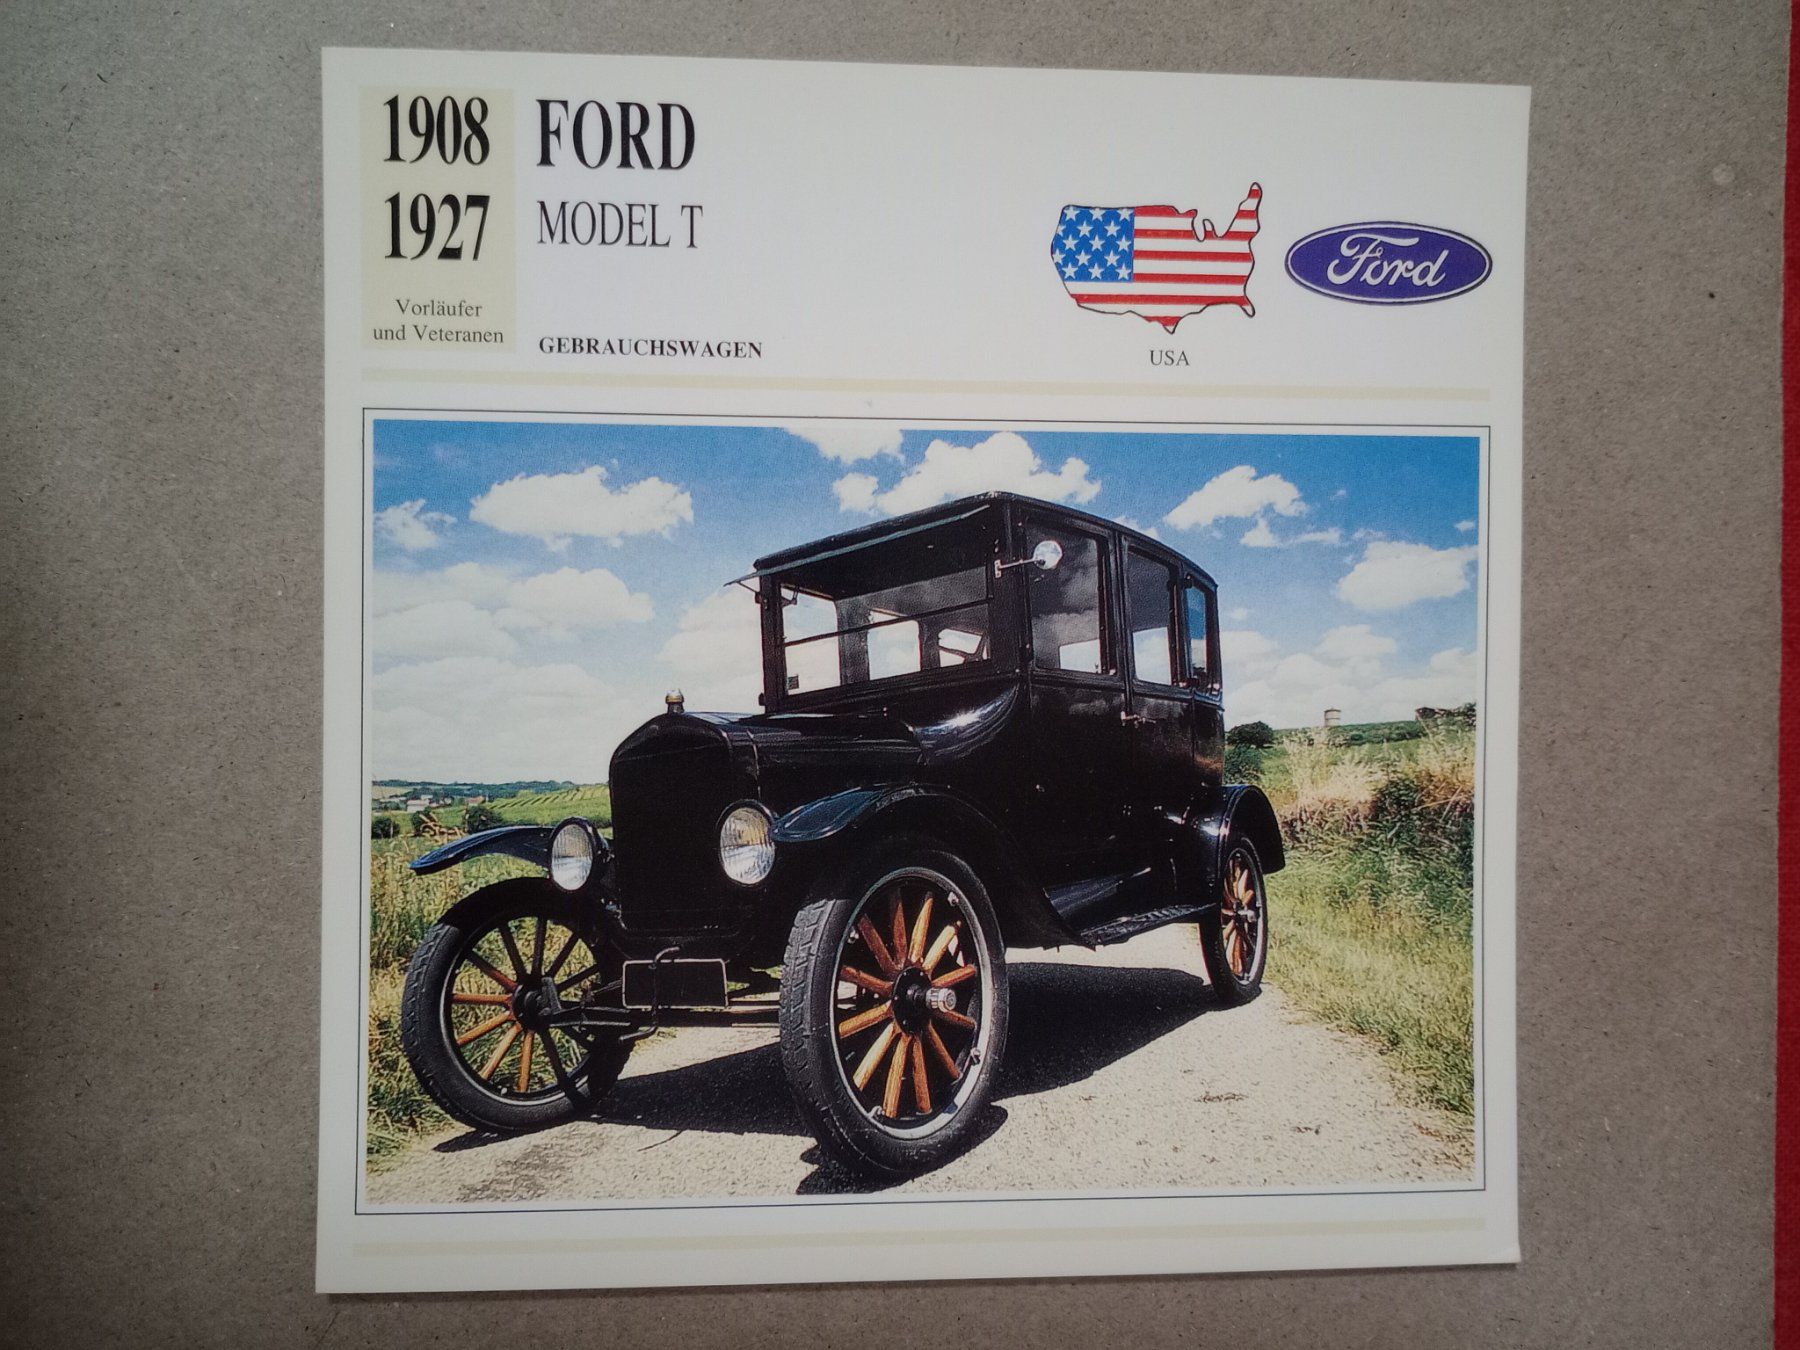 1908
1927
Vorläufer
und Veteranen
FORD
MODEL T
GEBRAUCHSWAGEN
USA
Ford